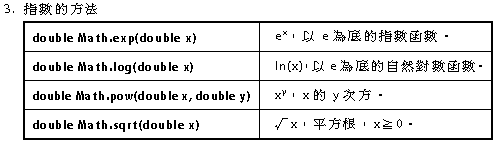 3. 指數的方法
double Math.exp(double x) eˣ，以 e 為底的指數函數。
double Math.log(double x) ln(x)，以 e 為底的自然對數函數。
double Math.pow(double x, double y) xʸ，x 的 y 次方。
double Math.sqrt(double x) √x，平方根，x≧0。